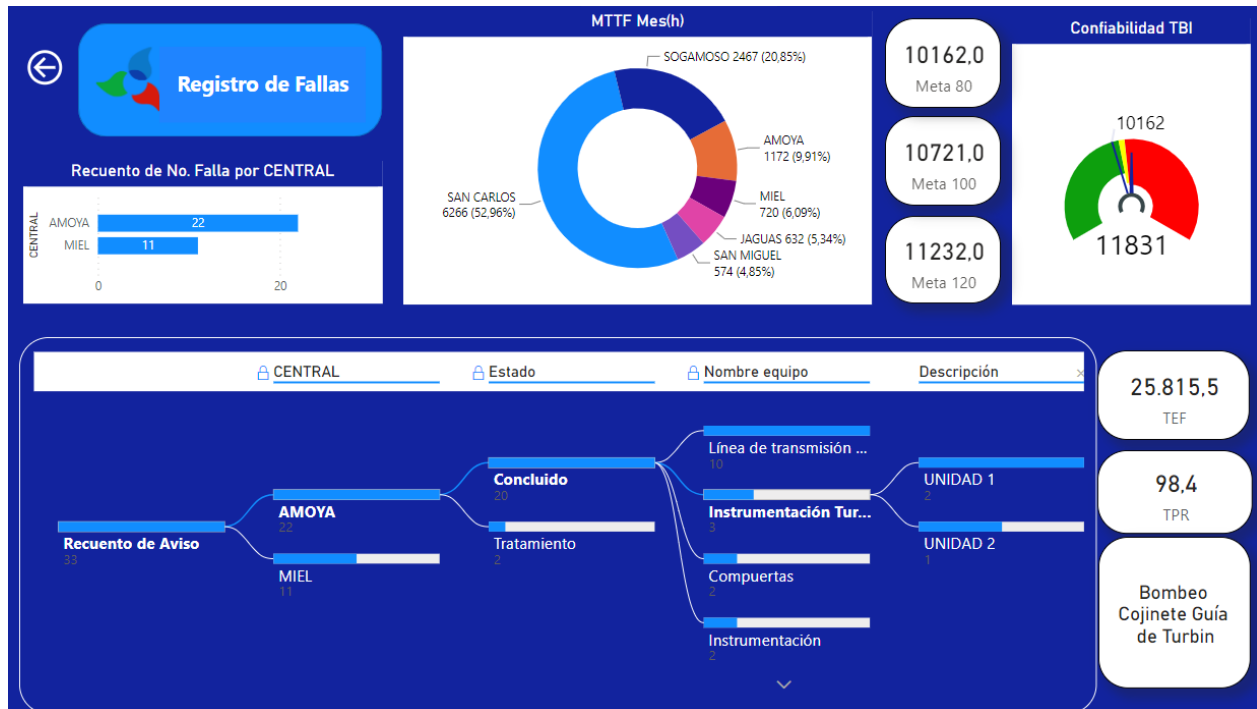 Registro de Fallas
Recuento de No. Falla por CENTRAL
CENTRAL
AMOYA
22
MIEL
11
0
20
MTTF Mes(h)
SOGAMOSO 2467 (20,85%)
AMOYA
1172 (9,91%)
MIEL
720 (6,09%)
JAGUAS 632 (5,34%)
SAN MIGUEL
574 (4,85%)
SAN CARLOS
6266 (52,96%)
10162,0
Meta 80
10721,0
Meta 100
11232,0
Meta 120
Confiabilidad TBI
10162
11831
CENTRAL
Estado
Nombre equipo
Descripción
Recuento de Aviso
33
AMOYA
22
MIEL
11
Concluido
20
Tratamiento
2
Línea de transmisión ...
10
Instrumentación Tur...
3
Compuertas
2
Instrumentación
2
UNIDAD 1
2
UNIDAD 2
1
25.815,5
TEF
98,4
TPR
Bombeo
Cojinete Guía
de Turbin